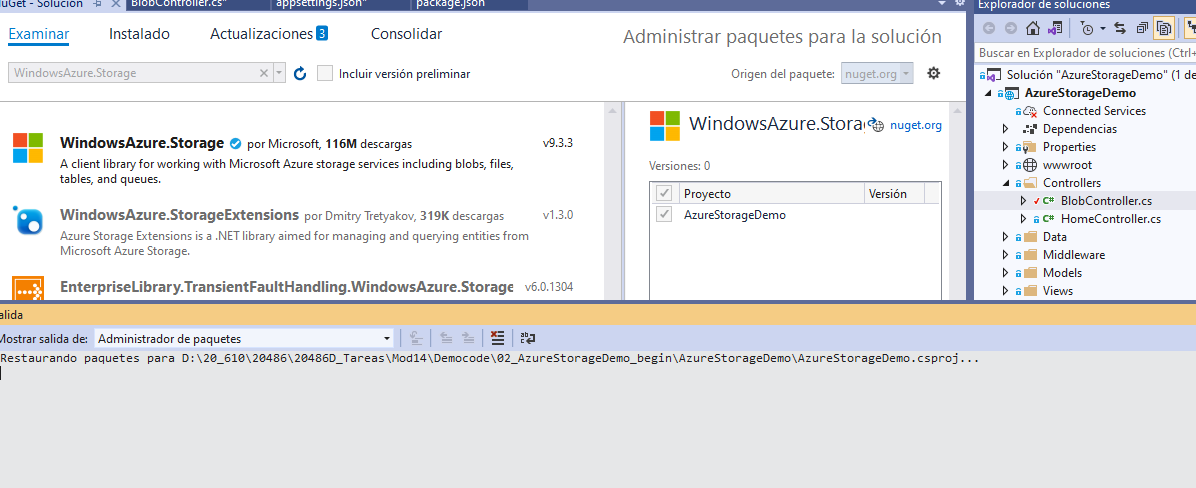 NuGet - Solución
BlobController.cs*
appsettings.json*
package.json
Examinar
Instalado
Actualizaciones 3
Consolidar
Administrar paquetes para la solución
WindowsAzure.Storage
Incluir versión preliminar
Origen del paquete: nuget.org
WindowsAzure.Storage por Microsoft, 116M descargas
v9.3.3
A client library for working with Microsoft Azure storage services including blobs, files,
tables, and queues.
WindowsAzure.StorageExtensions por Dmitry Tretyakov, 319K descargas
v1.3.0
Azure Storage Extensions is a .NET library aimed for managing and querying entities from
Microsoft Azure Storage.
EnterpriseLibrary.TransientFaultHandling.WindowsAzure.Storage
v6.0.1304
WindowsAzure.Stora
nuget.org
Versiones: 0
Proyecto
Versión
AzureStorageDemo
Explorador de soluciones
Buscar en Explorador de soluciones (Ctrl+
Solución "AzureStorageDemo" (1 de
AzureStorageDemo
Connected Services
Dependencias
Properties
wwwroot
Controllers
C# BlobController.cs
C# HomeController.cs
Data
Middleware
Models
Views
alida
Mostrar salida de: Administrador de paquetes
Restaurando paquetes para D:\20_610\20486\20486D_Tareas\Mod14\Democode\02_AzureStorageDemo_begin\AzureStorageDemo\AzureStorageDemo.csproj...